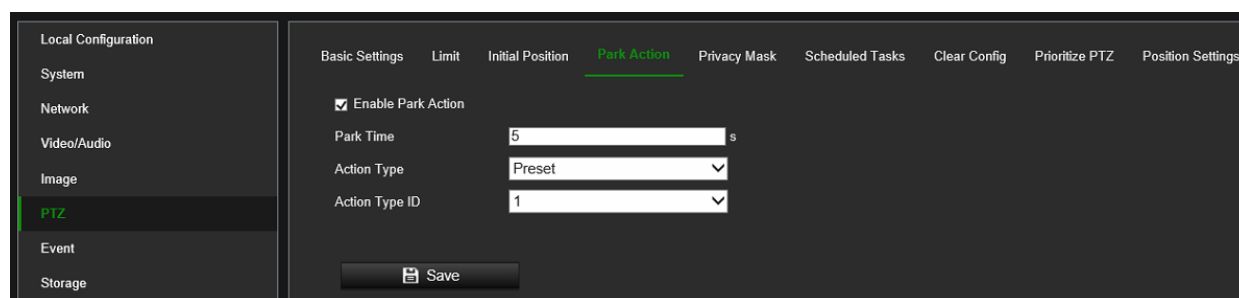 Local Configuration
System
Network
Video/Audio
Image
PTZ
Event
Storage
Basic Settings Limit Initial Position Park Action Privacy Mask Scheduled Tasks Clear Config Prioritize PTZ Position Settings
Enable Park Action
Park Time 5 s
Action Type Preset
Action Type ID 1
Save